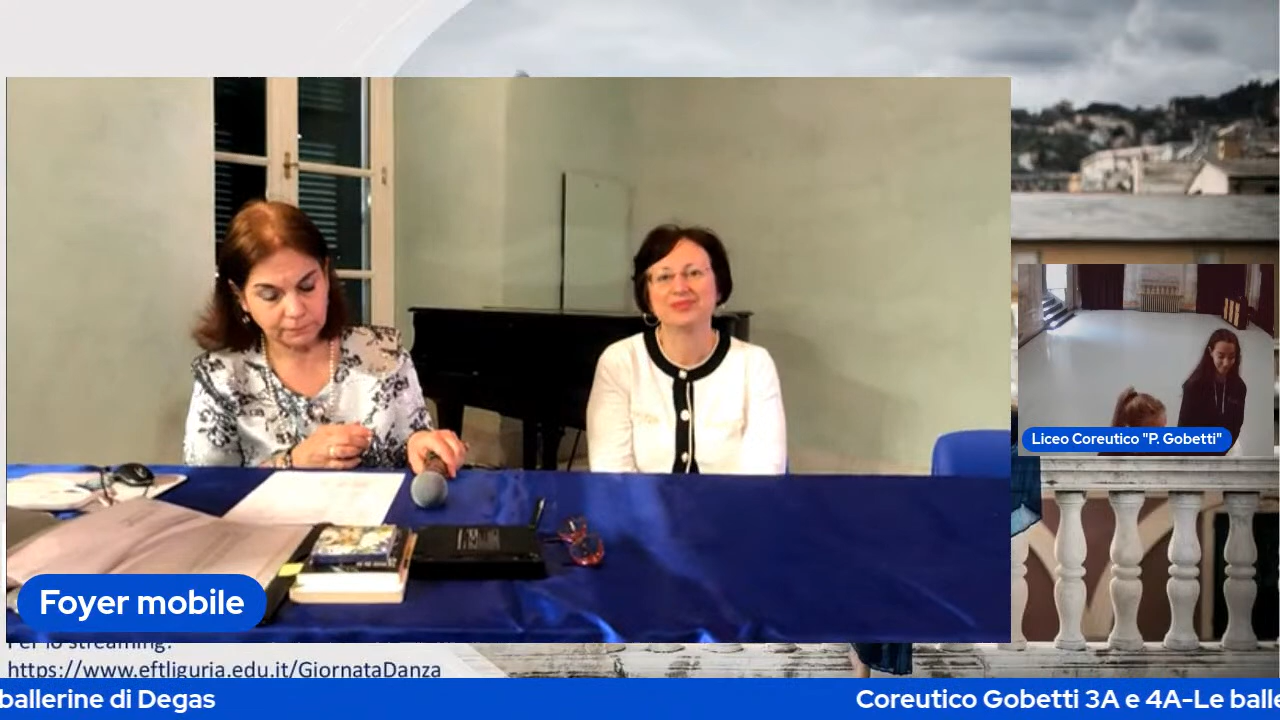 Liceo Coreutico "P. Gobetti"
Foyer mobile
Per lo streaming:
https://www.eftliguria.edu.it/GiornataDanza
ballerine di Degas
Coreutico Gobetti 3A e 4A-Le balle